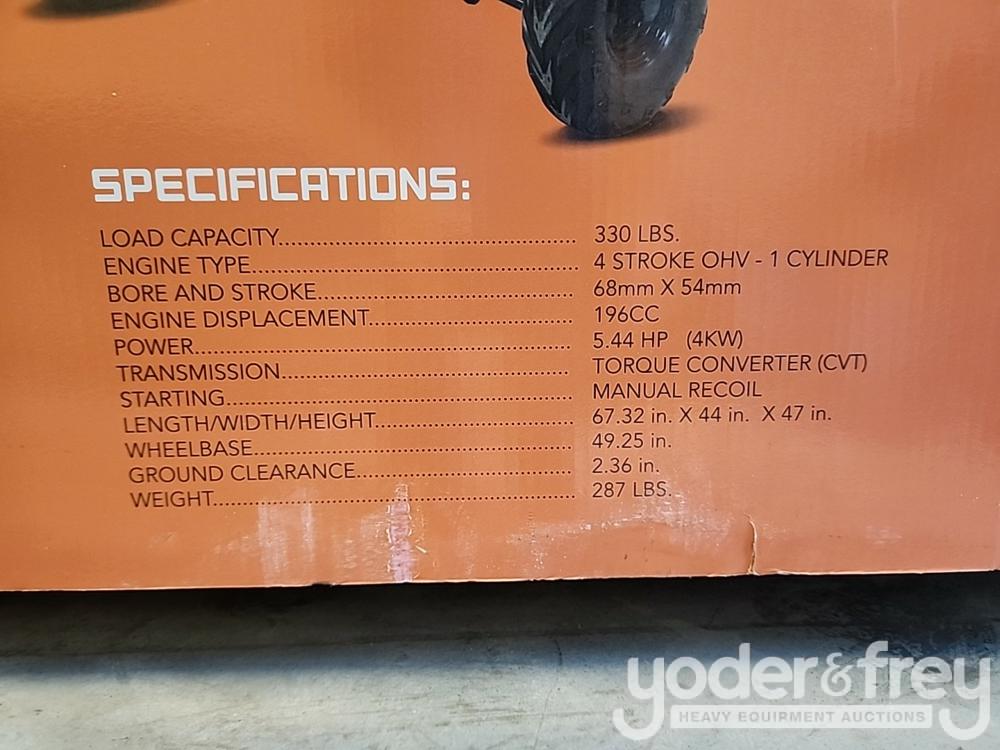 SPECIFICATIONS:
LOAD CAPACITY............................................... 330 LBS.
ENGINE TYPE.................................................... 4 STROKE OHV - 1 CYLINDER
BORE AND STROKE......................................... 68mm X 54mm
ENGINE DISPLACEMENT................................ 196CC
POWER............................................................ 5.44 HP (4KW)
TRANSMISSION.............................................. TORQUE CONVERTER (CVT)
STARTING....................................................... MANUAL RECOIL
LENGTH/WIDTH/HEIGHT............................... 67.32 in. X 44 in. X 47 in.
WHEELBASE................................................... 49.25 in.
GROUND CLEARANCE.................................. 2.36 in.
WEIGHT.......................................................... 287 LBS.
yoder&frey
HEAVY EQUIPMENT AUCTIONS